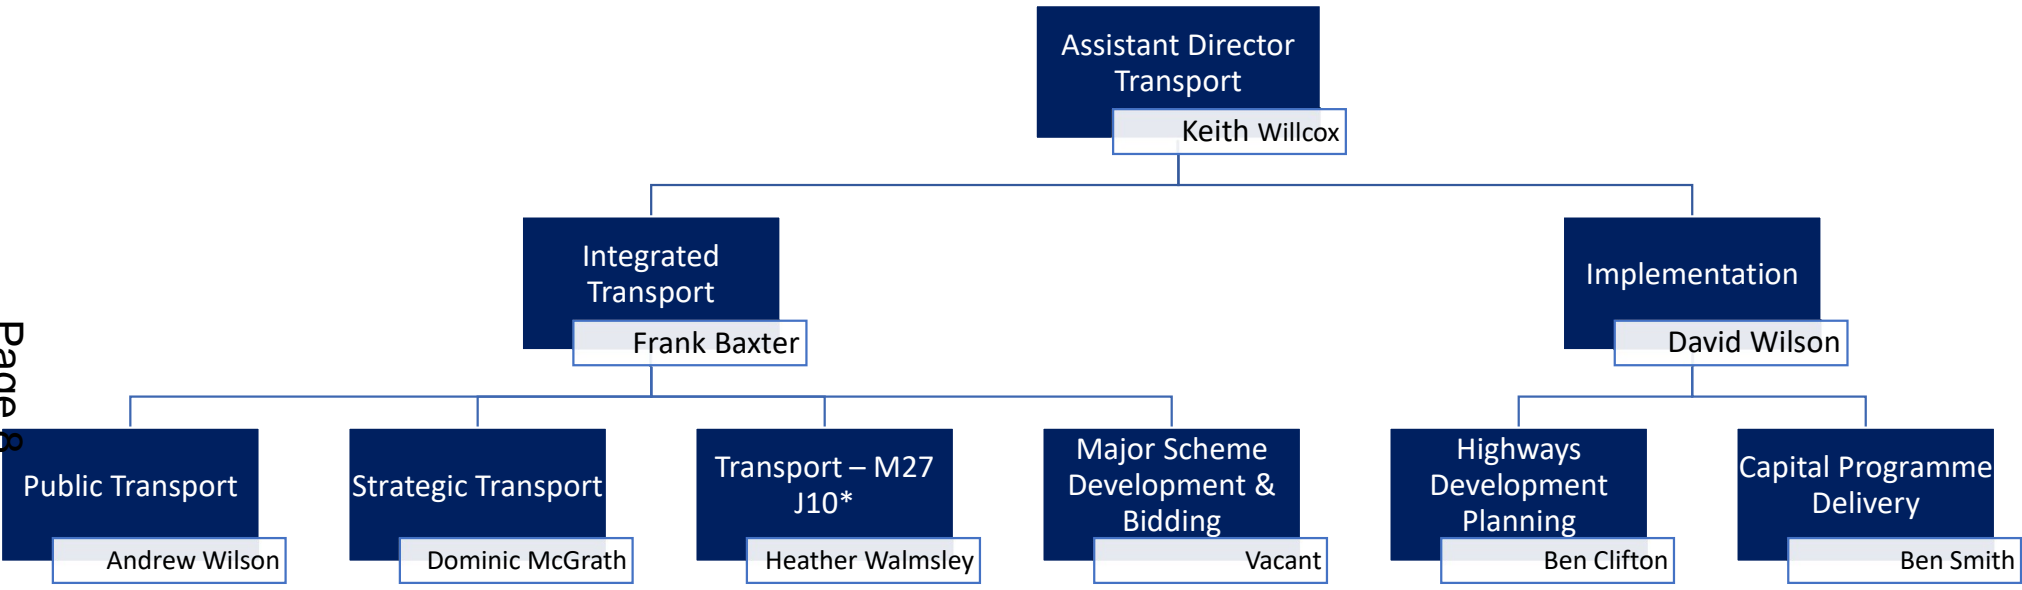 Assistant Director
Transport
Keith Willcox
Integrated
Transport
Frank Baxter
Implementation
David Wilson
Page 8
Public Transport
Andrew Wilson
Strategic Transport
Dominic McGrath
Transport – M27
J10*
Heather Walmsley
Major Scheme
Development &
Bidding
Vacant
Highways
Development
Planning
Ben Clifton
Capital Programme
Delivery
Ben Smith